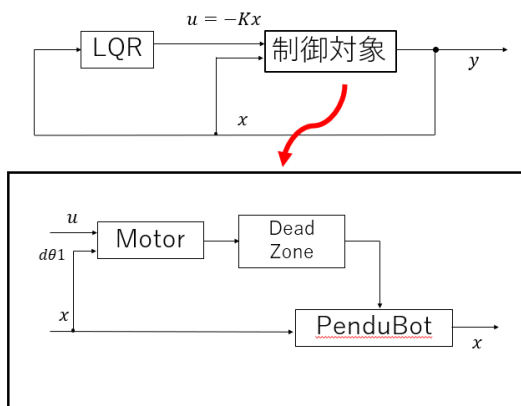 u = −Kx
LQR
制御対象
y
x
u
Motor
Dead
Zone
dθ1
x
PenduBot
x